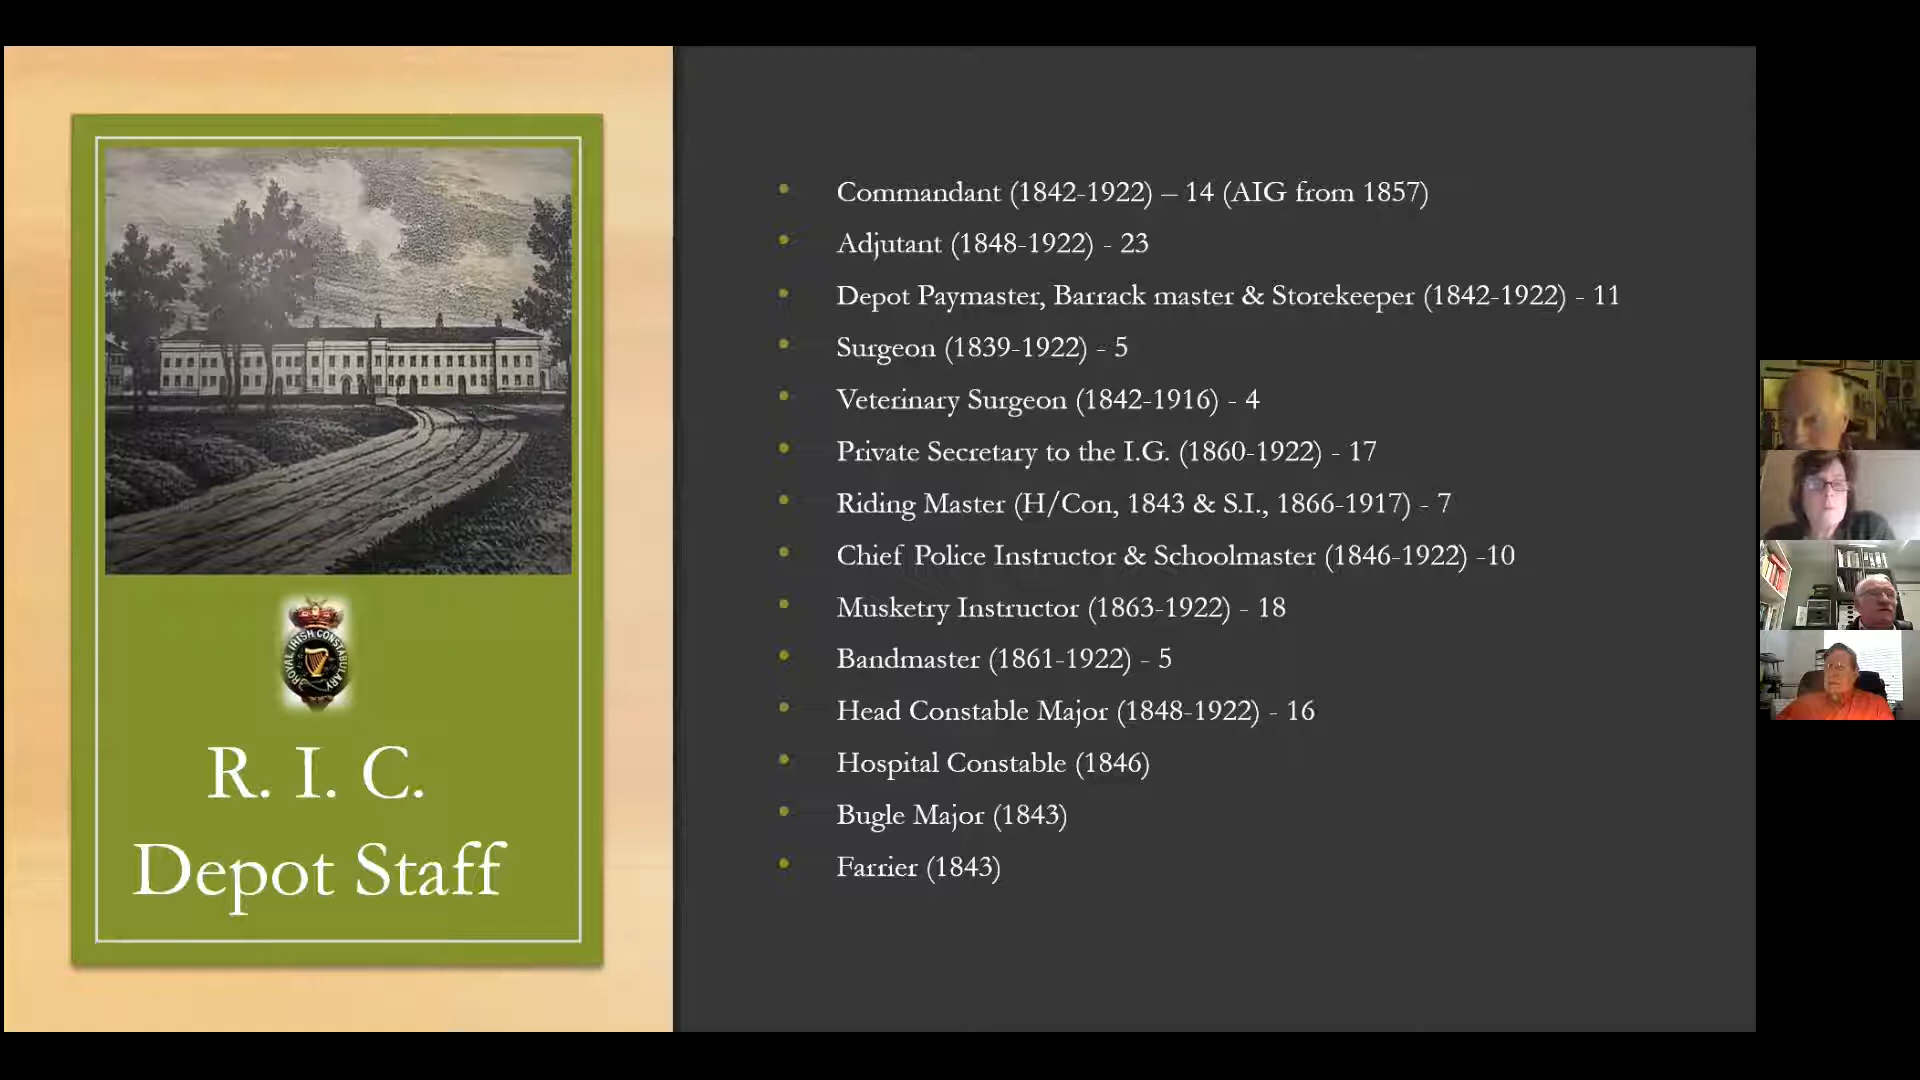 ROYAL IRISH CONSTABULARY
R. I. C.
Depot Staff
Commandant (1842-1922) – 14 (AIG from 1857)
Adjutant (1848-1922) - 23
Depot Paymaster, Barrack master & Storekeeper (1842-1922) - 11
Surgeon (1839-1922) - 5
Veterinary Surgeon (1842-1916) - 4
Private Secretary to the I.G. (1860-1922) - 17
Riding Master (H/Con, 1843 & S.I., 1866-1917) - 7
Chief Police Instructor & Schoolmaster (1846-1922) -10
Musketry Instructor (1863-1922) - 18
Bandmaster (1861-1922) - 5
Head Constable Major (1848-1922) - 16
Hospital Constable (1846)
Bugle Major (1843)
Farrier (1843)